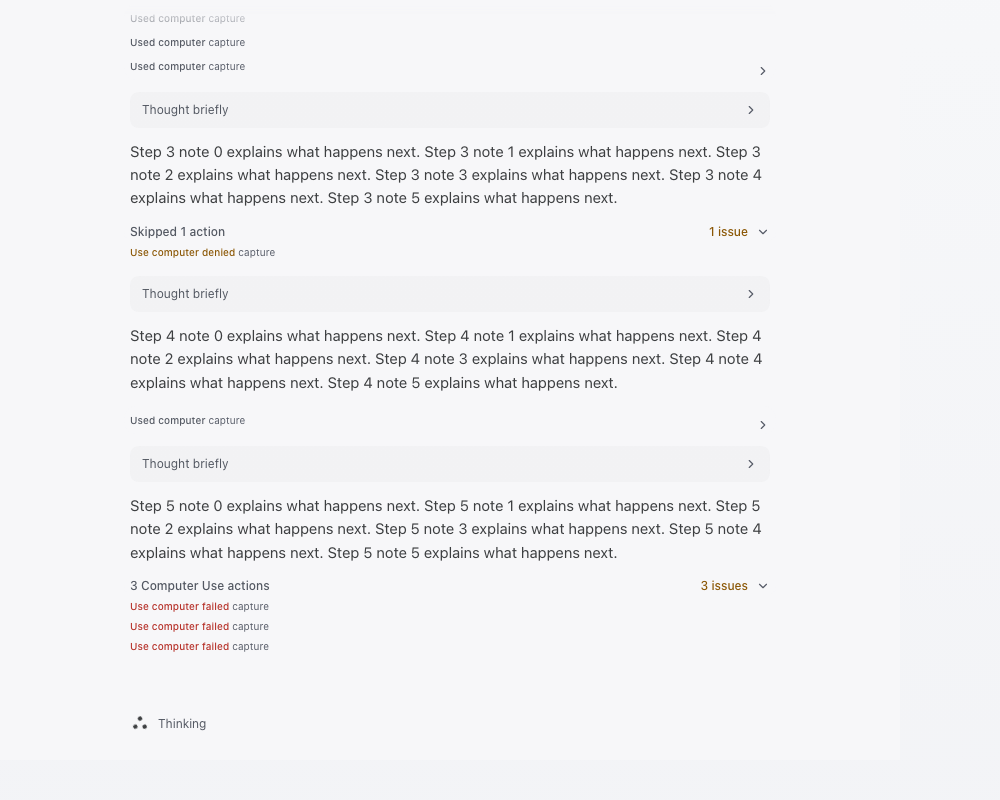 Used computer capture
Used computer capture
Used computer capture
Thought briefly
Step 3 note 0 explains what happens next. Step 3 note 1 explains what happens next. Step 3
note 2 explains what happens next. Step 3 note 3 explains what happens next. Step 3 note 4
explains what happens next. Step 3 note 5 explains what happens next.
Skipped 1 action 1 issue
Use computer denied capture
Thought briefly
Step 4 note 0 explains what happens next. Step 4 note 1 explains what happens next. Step 4
note 2 explains what happens next. Step 4 note 3 explains what happens next. Step 4 note 4
explains what happens next. Step 4 note 5 explains what happens next.
Used computer capture
Thought briefly
Step 5 note 0 explains what happens next. Step 5 note 1 explains what happens next. Step 5
note 2 explains what happens next. Step 5 note 3 explains what happens next. Step 5 note 4
explains what happens next. Step 5 note 5 explains what happens next.
3 Computer Use actions 3 issues
Use computer failed capture
Use computer failed capture
Use computer failed capture
Thinking